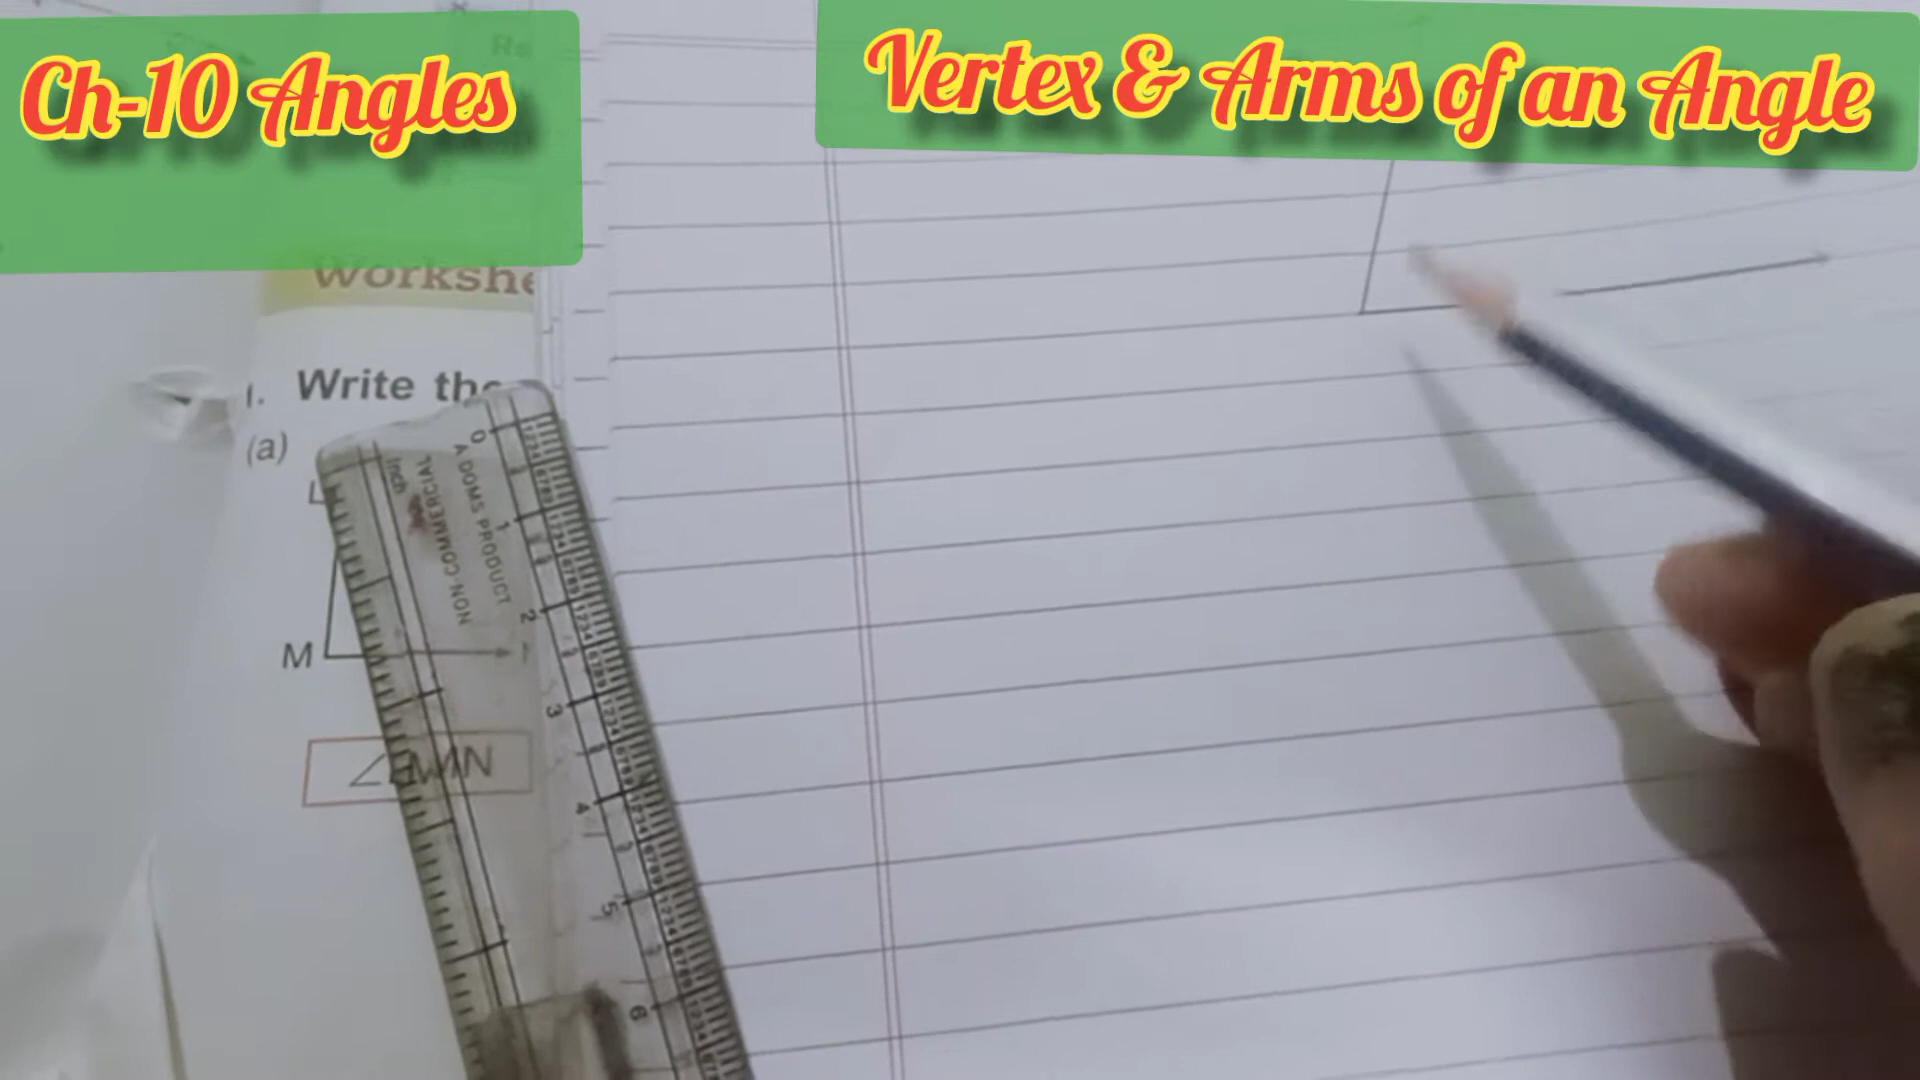 Ch-10 Angles
Vertex & Arms of an Angle
Rs
Workshe
1. Write the
(a)
L
M
∠LMN
Inch
NON-COMMERCIAL
A DOMS PRODUCT
0
1
2
3
4
5
6